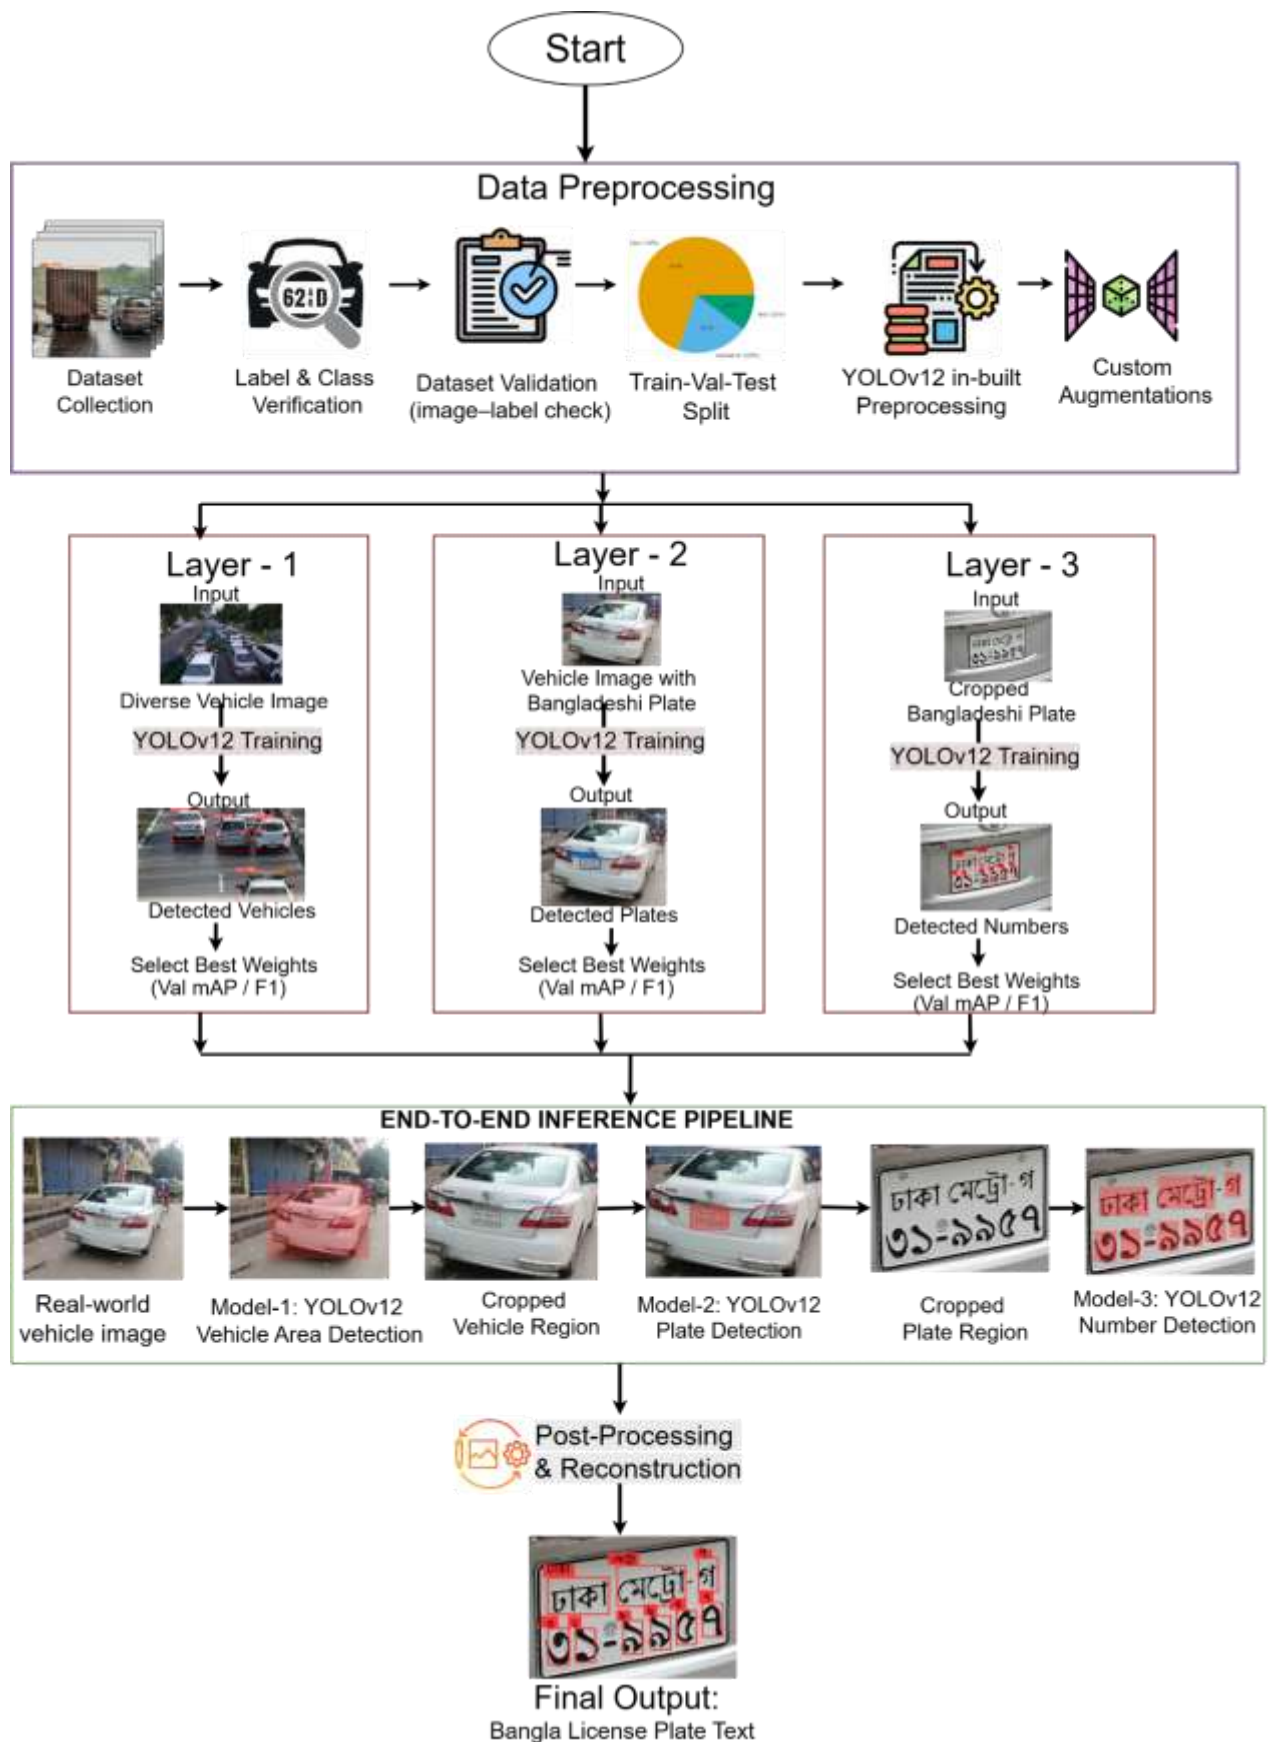 Start
Data Preprocessing
62 D
Dataset
Collection
Label & Class
Verification
Dataset Validation
(image–label check)
Train-Val-Test
Split
YOLOv12 in-built
Preprocessing
Custom
Augmentations
Layer - 1
Input
Diverse Vehicle Image
YOLOv12 Training
Output
Detected Vehicles
Select Best Weights
(Val mAP / F1)
Layer - 2
Input
Vehicle Image with
Bangladeshi Plate
YOLOv12 Training
Output
Detected Plates
Select Best Weights
(Val mAP / F1)
Layer - 3
Input
ঢাকা মেট্রো গ
৩১-৯৯৫৭
Cropped
Bangladeshi Plate
YOLOv12 Training
Output
ঢাকা মেট্রো গ
৩১-৯৯৫৭
Detected Numbers
Select Best Weights
(Val mAP / F1)
END-TO-END INFERENCE PIPELINE
Real-world
vehicle image
Model-1: YOLOv12
Vehicle Area Detection
Cropped
Vehicle Region
Model-2: YOLOv12
Plate Detection
ঢাকা মেট্রো-গ
৩১-৯৯৫৭
Cropped
Plate Region
ঢাকা মেট্রো-গ
৩১-৯৯৫৭
Model-3: YOLOv12
Number Detection
Post-Processing
& Reconstruction
ঢাকা মেট্রো-গ
৩১-৯৯৫৭
Final Output:
Bangla License Plate Text